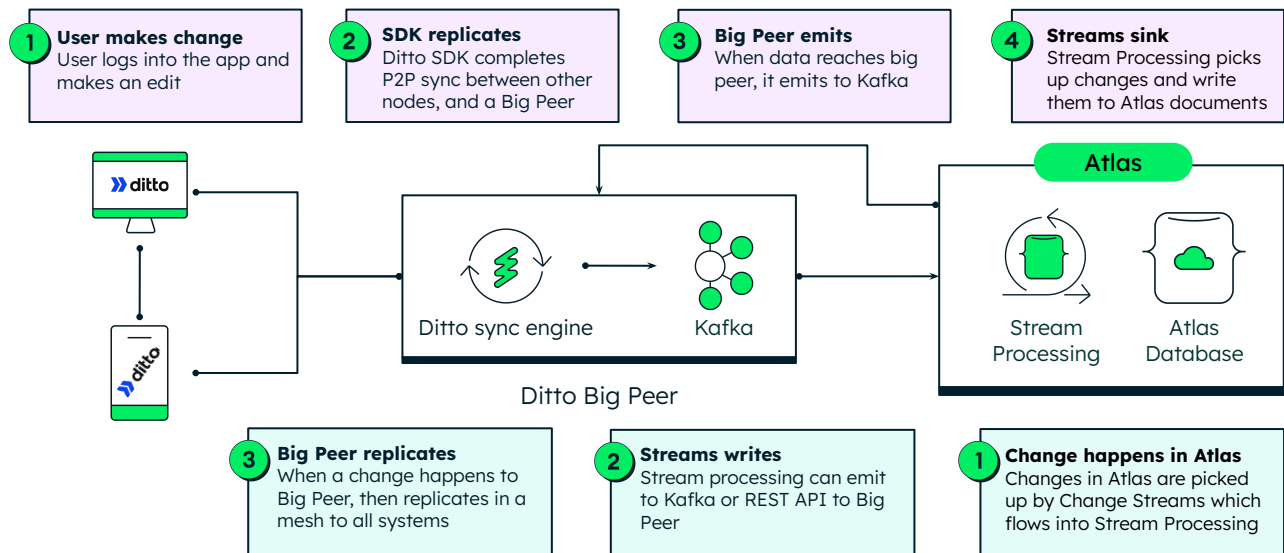 1
User makes change
User logs into the app and
makes an edit
2
SDK replicates
Ditto SDK completes
P2P sync between other
nodes, and a Big Peer
3
Big Peer emits
When data reaches big
peer, it emits to Kafka
4
Streams sink
Stream Processing picks
up changes and write
them to Atlas documents
ditto
ditto
Ditto sync engine
Kafka
Ditto Big Peer
Atlas
Stream
Processing
Atlas
Database
3
Big Peer replicates
When a change happens to
Big Peer, then replicates in a
mesh to all systems
2
Streams writes
Stream processing can emit
to Kafka or REST API to Big
Peer
1
Change happens in Atlas
Changes in Atlas are picked
up by Change Streams which
flows into Stream Processing